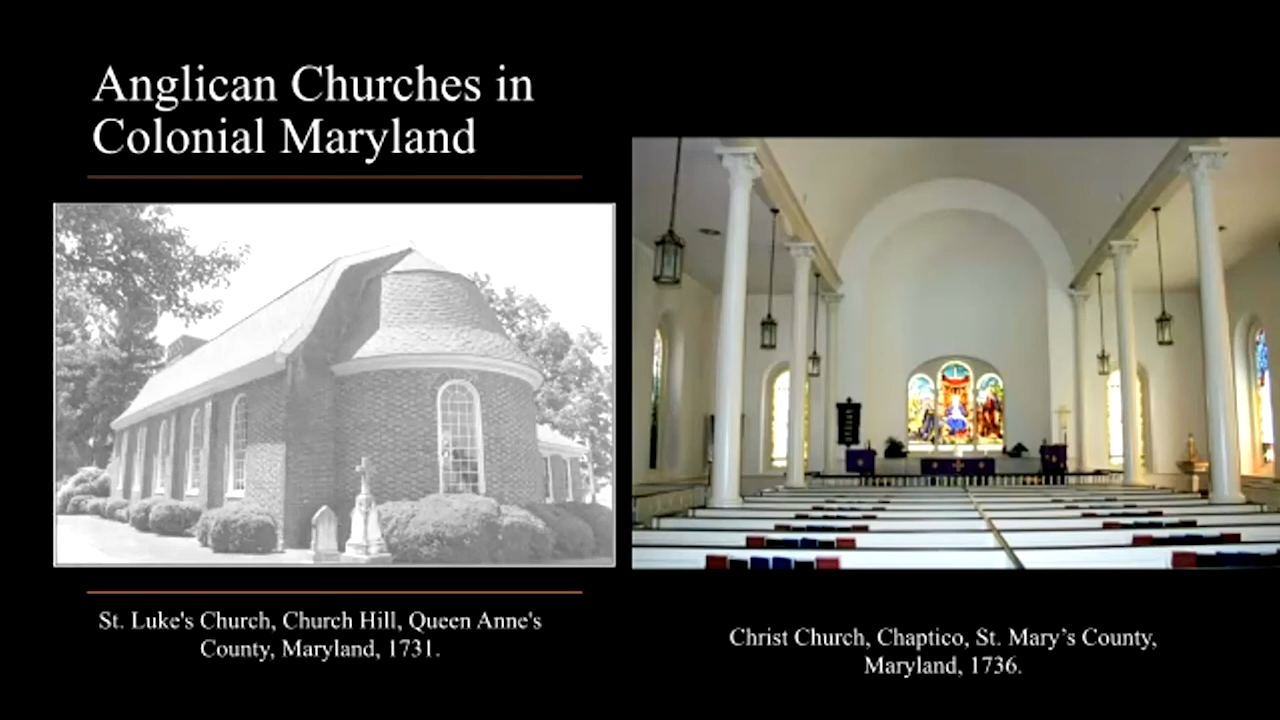 Anglican Churches in
Colonial Maryland
St. Luke's Church, Church Hill, Queen Anne's
County, Maryland, 1731.
Christ Church, Chaptico, St. Mary’s County,
Maryland, 1736.